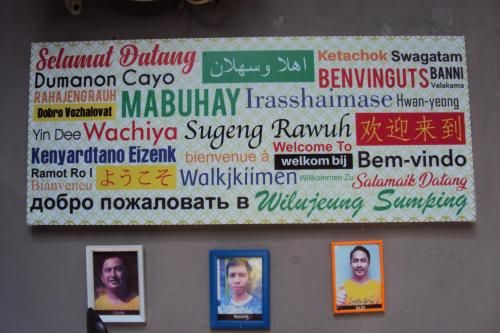 Selamat Datang
اهلا وسهلان
Ketachok Swagatam
Dumanon Cayo
BENVINGUTS BANNI
Velakama
RAHAJENGRAUH
MABUHAY Irasshaimase Hwan-yeong
Dobro Vozhalovat
Yin Dee Wachiya Sugeng Rawuh 欢迎来到
Welcome To
Kenyardtano Eizenk bienvenue à welkom bij Bem-vindo
Ramot Ro I ようこそ Walkjkiimen Willkommen Zu Salamaik Datang
Bianveneu
добро пожаловать в Wilujeung Sumping